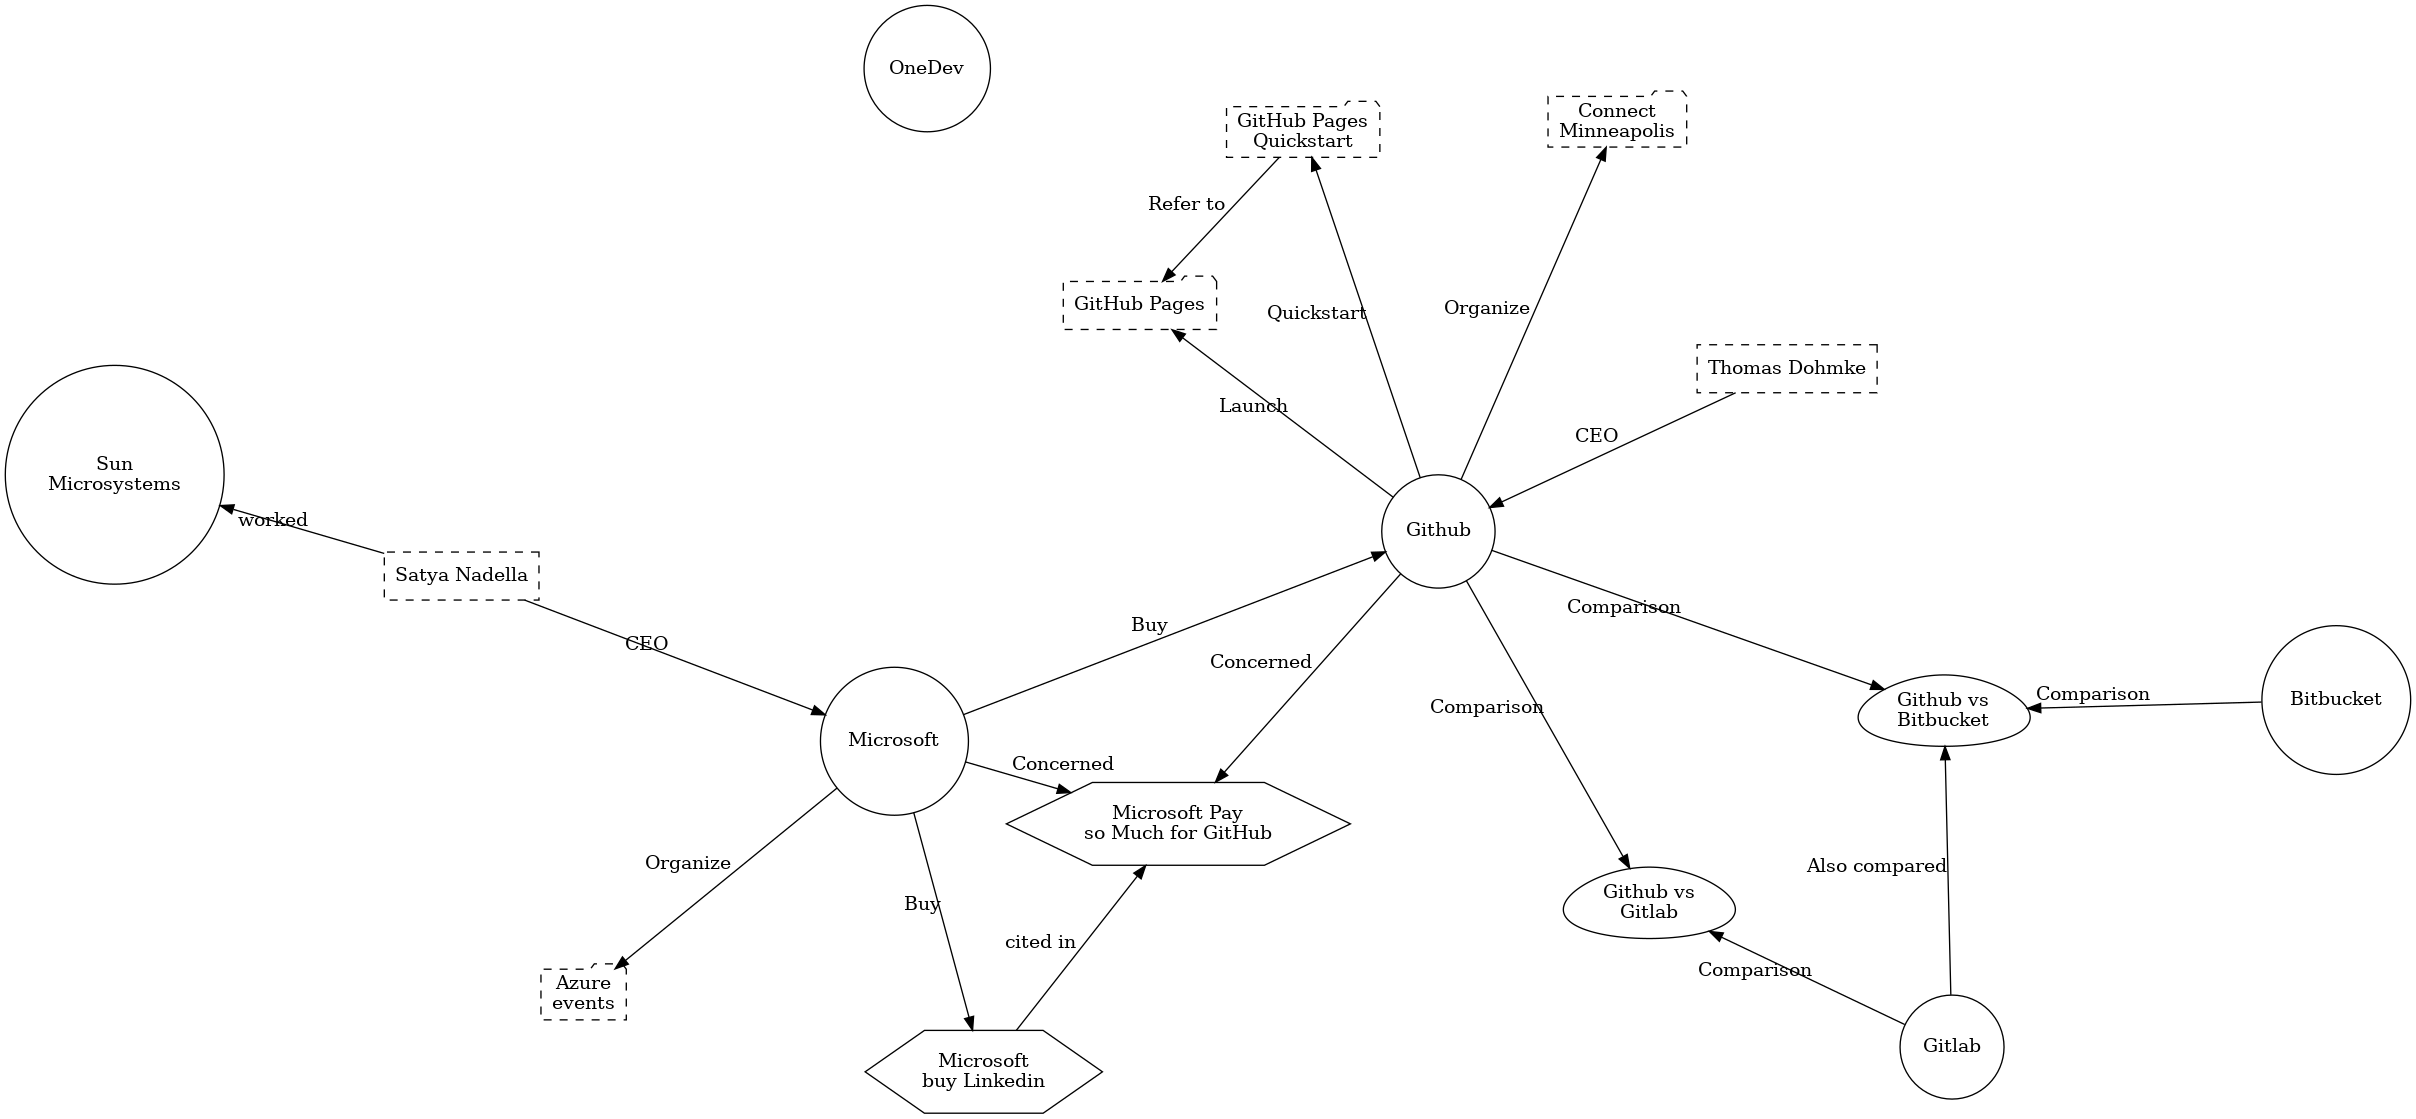 OneDev
GitHub Pages
Quickstart
Connect
Minneapolis
Refer to
GitHub Pages
Quickstart
Organize
Thomas Dohmke
Launch
CEO
Sun
Microsystems
worked
Satya Nadella
Github
CEO
Buy
Comparison
Concerned
Comparison
Microsoft
Concerned
Github vs
Bitbucket
Comparison
Bitbucket
Microsoft Pay
so Much for GitHub
Organize
Buy
cited in
Also compared
Github vs
Gitlab
Comparison
Azure
events
Microsoft
buy Linkedin
Gitlab